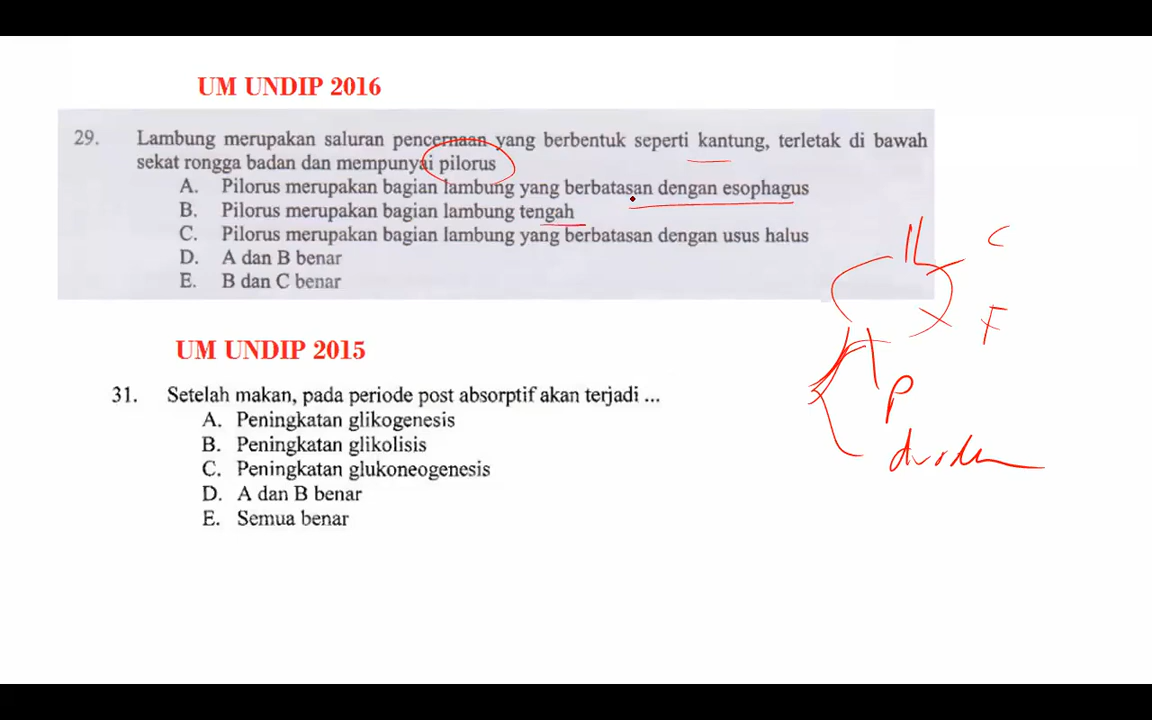 UM UNDIP 2016
29. Lambung merupakan saluran pencernaan yang berbentuk seperti kantung, terletak di bawah
sekat rongga badan dan mempunyai pilorus
A. Pilorus merupakan bagian lambung yang berbatasan dengan esophagus
B. Pilorus merupakan bagian lambung tengah
C. Pilorus merupakan bagian lambung yang berbatasan dengan usus halus
D. A dan B benar
E. B dan C benar
C
F
P
UM UNDIP 2015
31. Setelah makan, pada periode post absorptif akan terjadi ...
A. Peningkatan glikogenesis
B. Peningkatan glikolisis
C. Peningkatan glukoneogenesis
D. A dan B benar
E. Semua benar